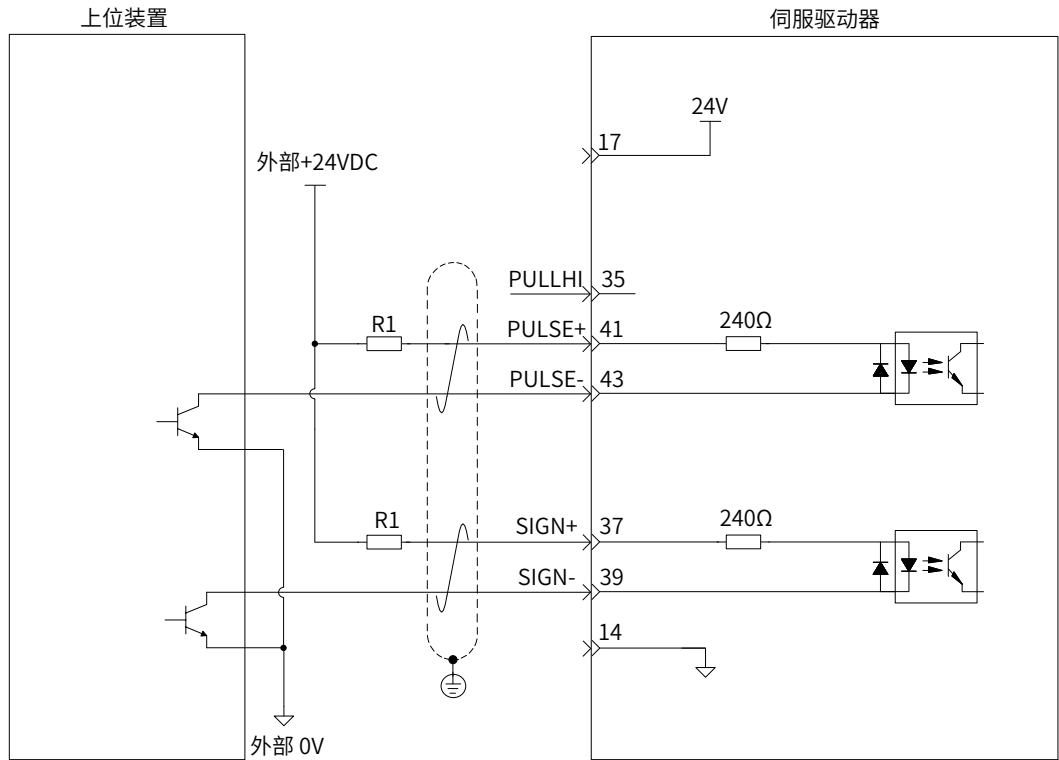 上位装置
伺服驱动器
24V
17
外部+24VDC
PULLHI 35
R1
PULSE+ 41
240Ω
PULSE- 43
R1
SIGN+ 37
240Ω
SIGN- 39
14
外部 0V